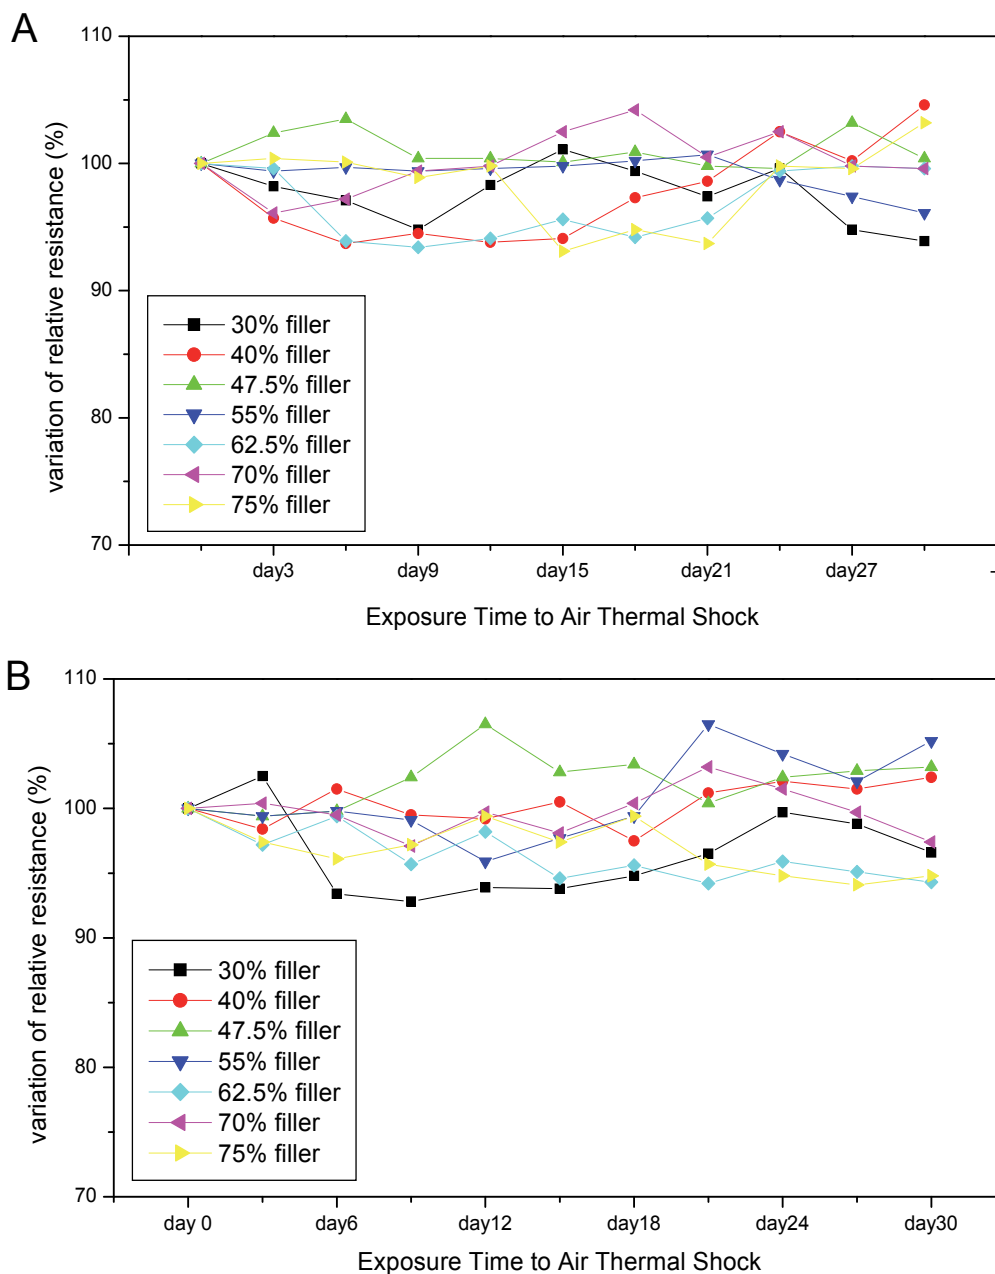 A
110
100
90
80
70
variation of relative resistance (%)
30% filler
40% filler
47.5% filler
55% filler
62.5% filler
70% filler
75% filler
day3 day9 day15 day21 day27
Exposure Time to Air Thermal Shock
B
110
100
90
80
70
variation of relative resistance (%)
30% filler
40% filler
47.5% filler
55% filler
62.5% filler
70% filler
75% filler
day 0 day6 day12 day18 day24 day30
Exposure Time to Air Thermal Shock